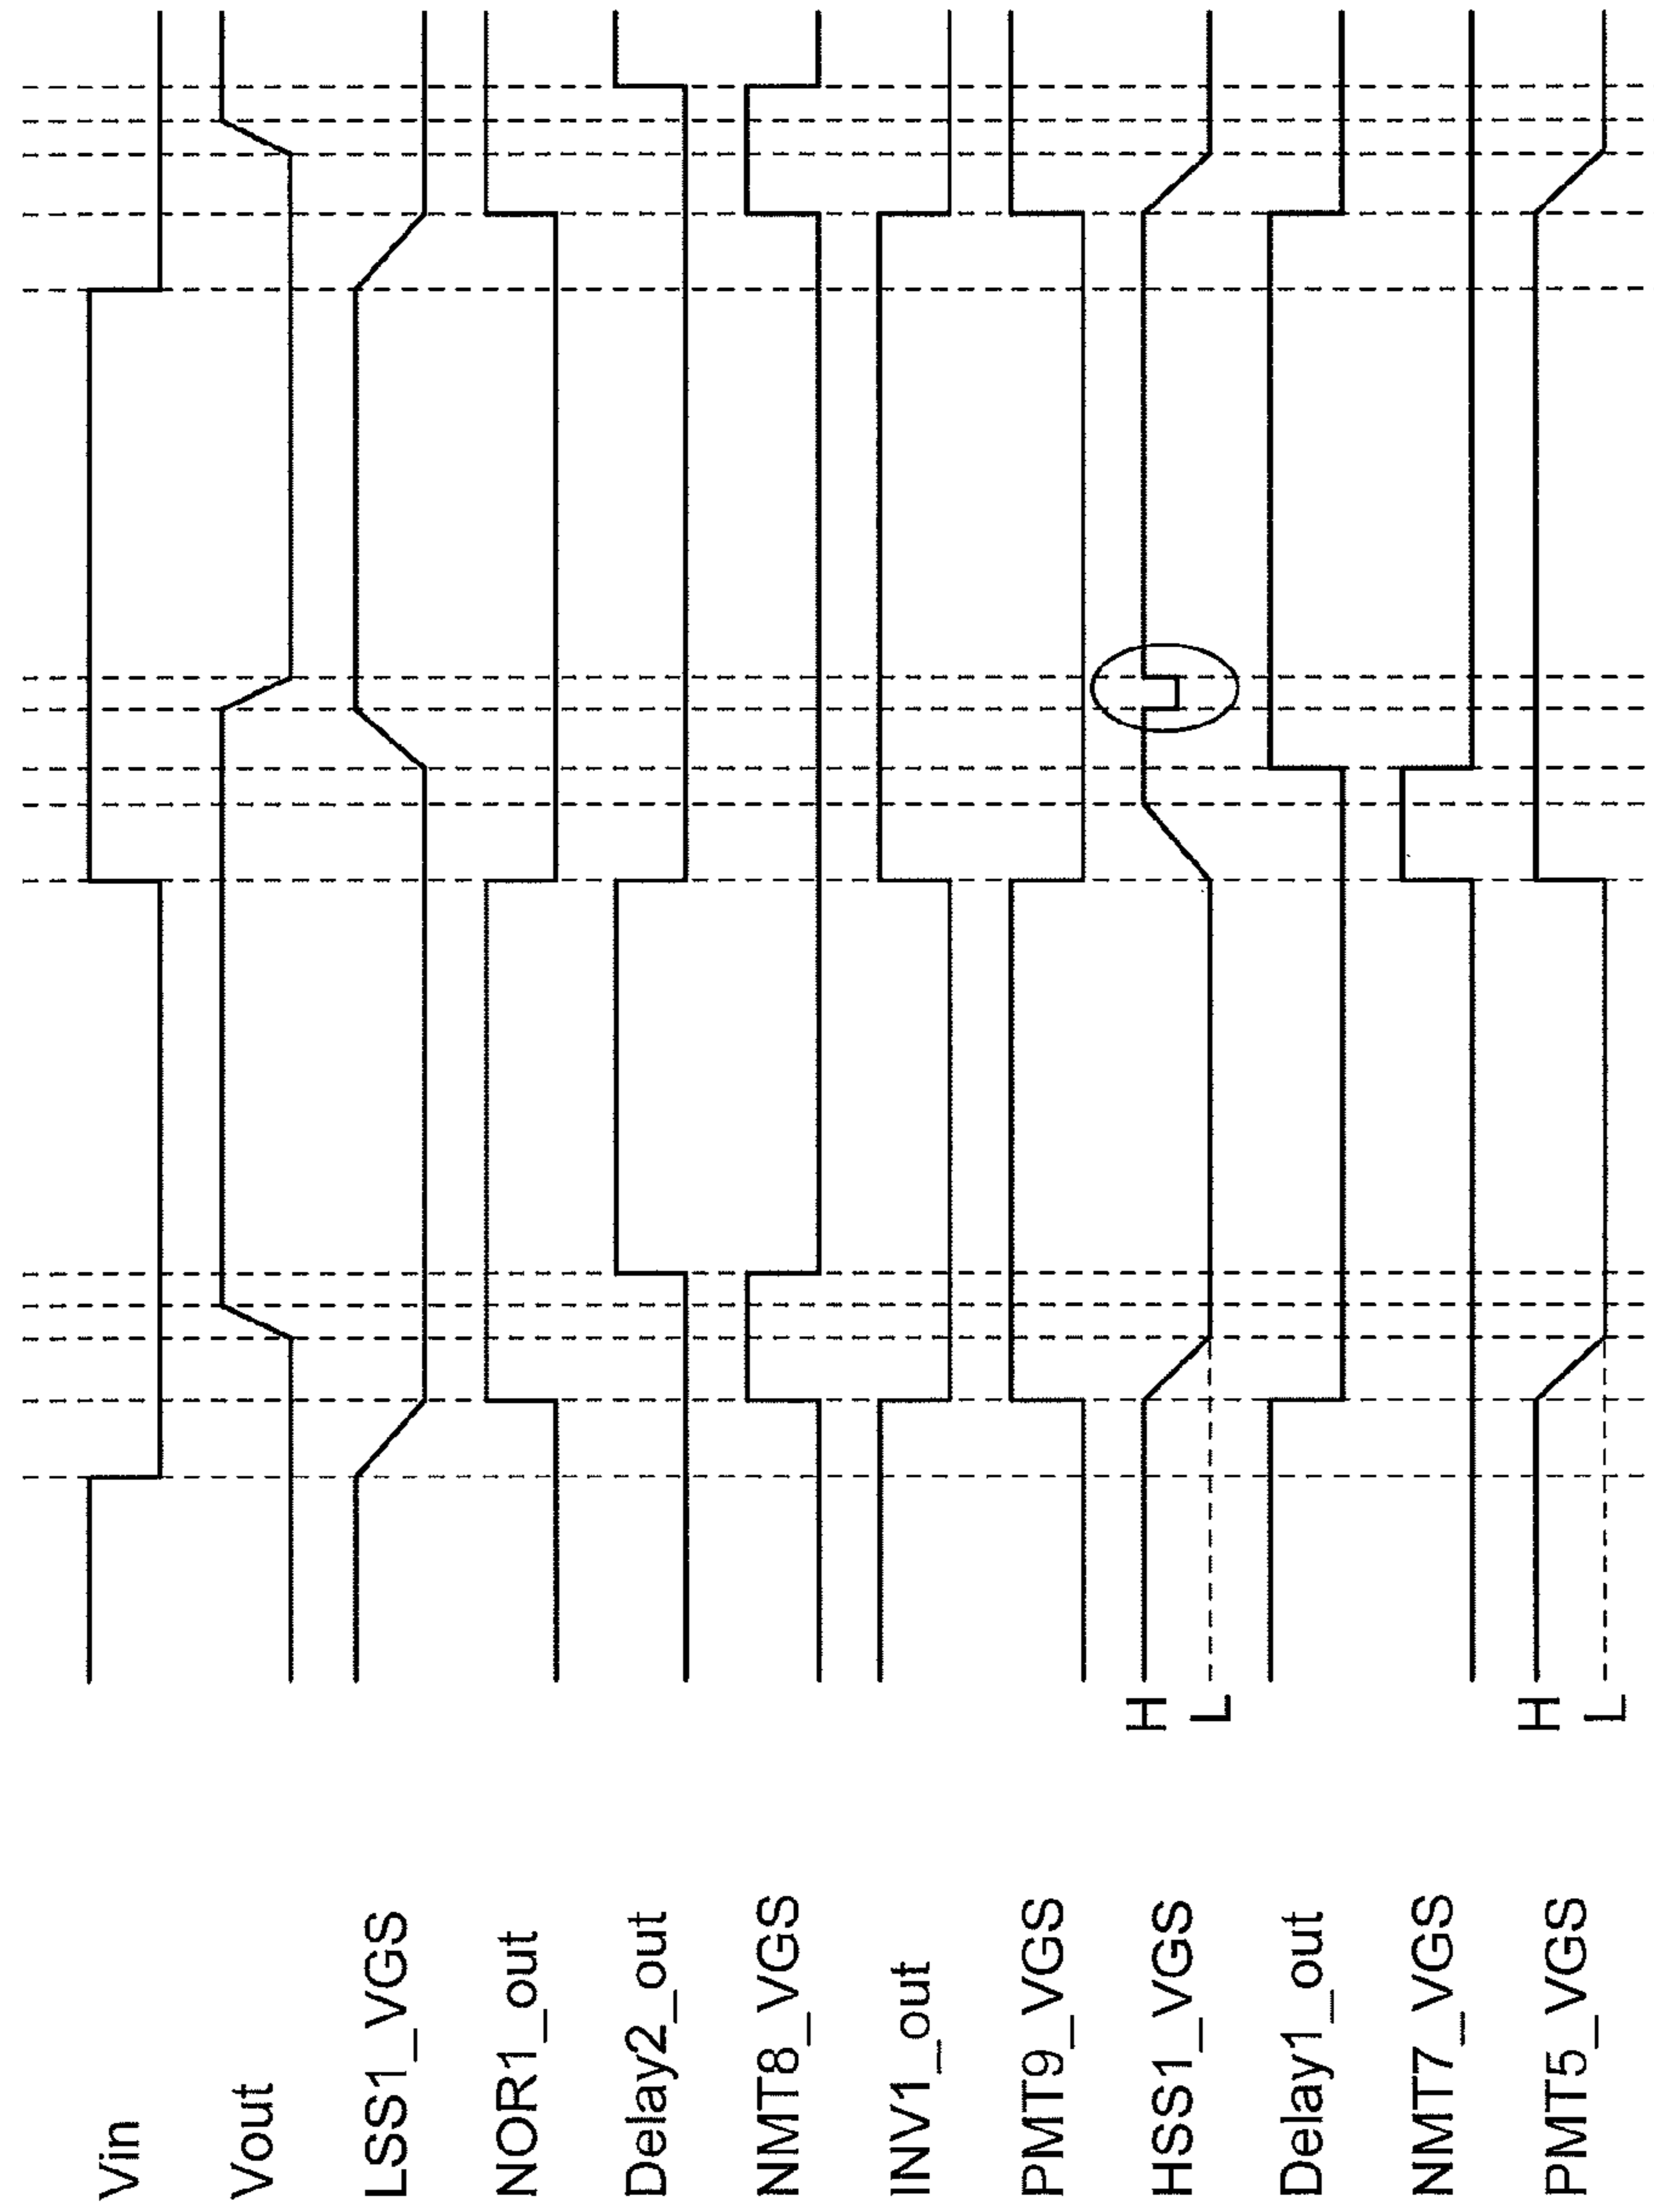 Vin
Vout
LSS1_VGS
NOR1_out
Delay2_out
NMT8_VGS
INV1_out
PMT9_VGS
HSS1_VGS
H
L
Delay1_out
NMT7_VGS
PMT5_VGS
H
L